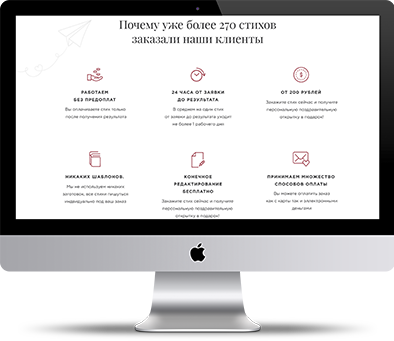 Почему уже более 270 стихов
заказали наши клиенты
РАБОТАЕМ
БЕЗ ПРЕДОПЛАТ
Вы оплачиваете стих только
после получения результата
24 ЧАСА ОТ ЗАЯВКИ
ДО РЕЗУЛЬТАТА
В среднем на один стих
от заявки до результата уходит
не более 1 рабочего дня
ОТ 200 РУБЛЕЙ
Закажите стих сейчас и получите
персональную поздравительную
открытку в подарок!
НИКАКИХ ШАБЛОНОВ.
Мы не используем никаких
заготовок, все стихи пишутся
индивидуально под ваш заказ
КОНЕЧНОЕ
РЕДАКТИРОВАНИЕ
БЕСПЛАТНО
Закажите стих сейчас и получите
персональную поздравительную
открытку в подарок!
ПРИНИМАЕМ МНОЖЕСТВО
СПОСОБОВ ОПЛАТЫ
Вы можете оплатить заказ
как с карты так и электронными
деньгами